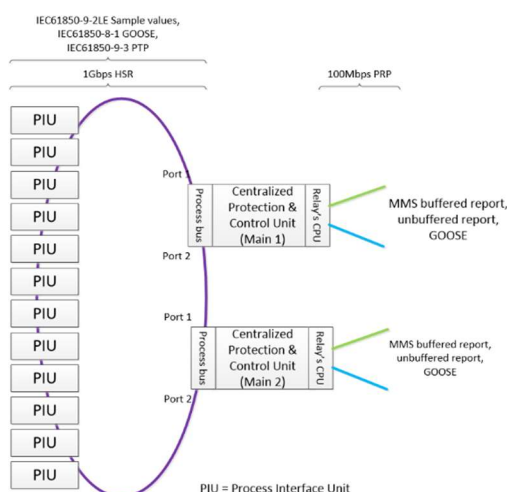 IEC61850-9-2LE Sample values,
IEC61850-8-1 GOOSE,
IEC61850-9-3 PTP
1Gbps HSR
100Mbps PRP
PIU
PIU
PIU
PIU
PIU
PIU
PIU
PIU
PIU
PIU
PIU
PIU
Port 1
Process bus
Centralized
Protection &
Control Unit
(Main 1)
Relay's CPU
MMS buffered report,
unbuffered report,
GOOSE
Port 2
Port 1
Process bus
Centralized
Protection &
Control Unit
(Main 2)
Relay's CPU
MMS buffered report,
unbuffered report,
GOOSE
Port 2
PIU = Process Interface Unit